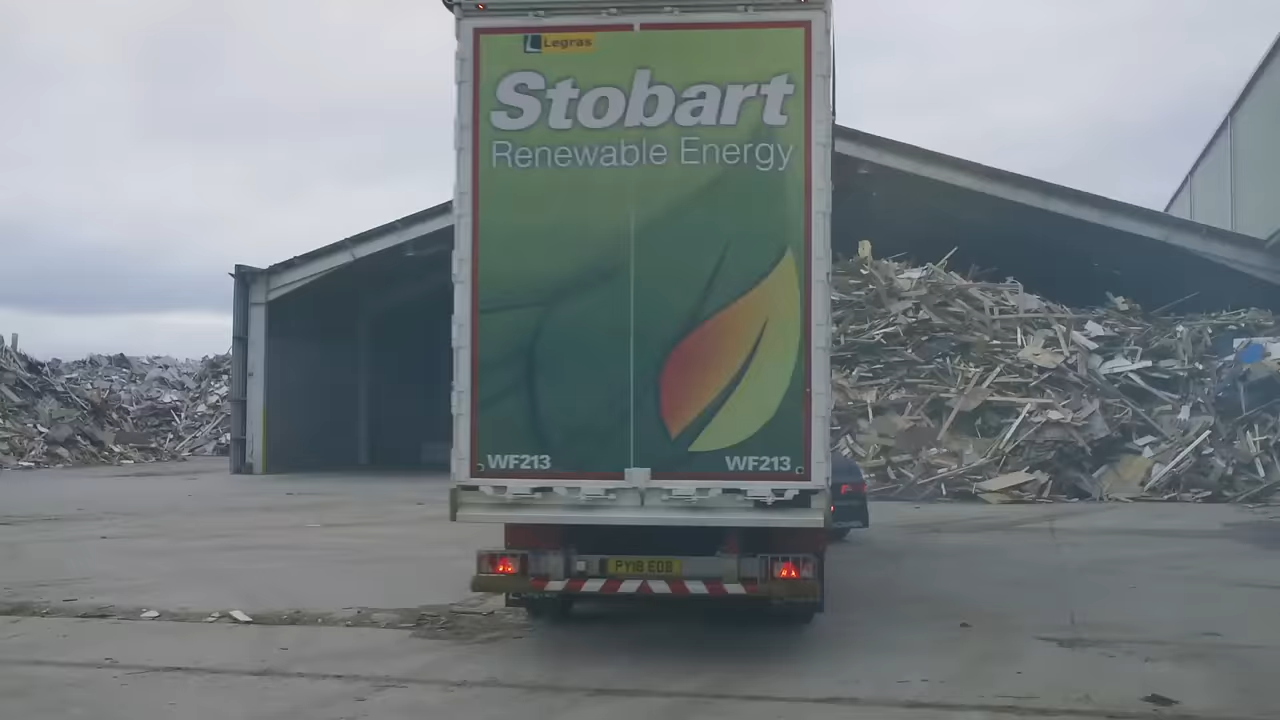 Legras
Stobart
Renewable Energy
WF213
WF213
PY18 EOB